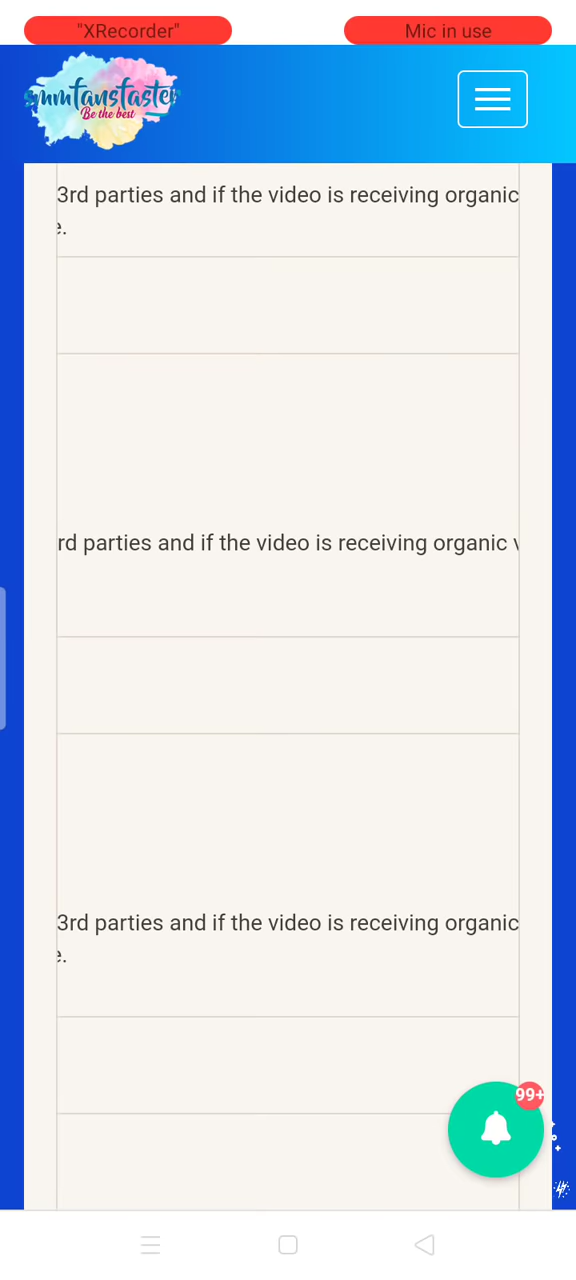 "XRecorder" Mic in use
smmfansfaster
Be the best
3rd parties and if the video is receiving organic
e.
rd parties and if the video is receiving organic v
3rd parties and if the video is receiving organic
e.
99+